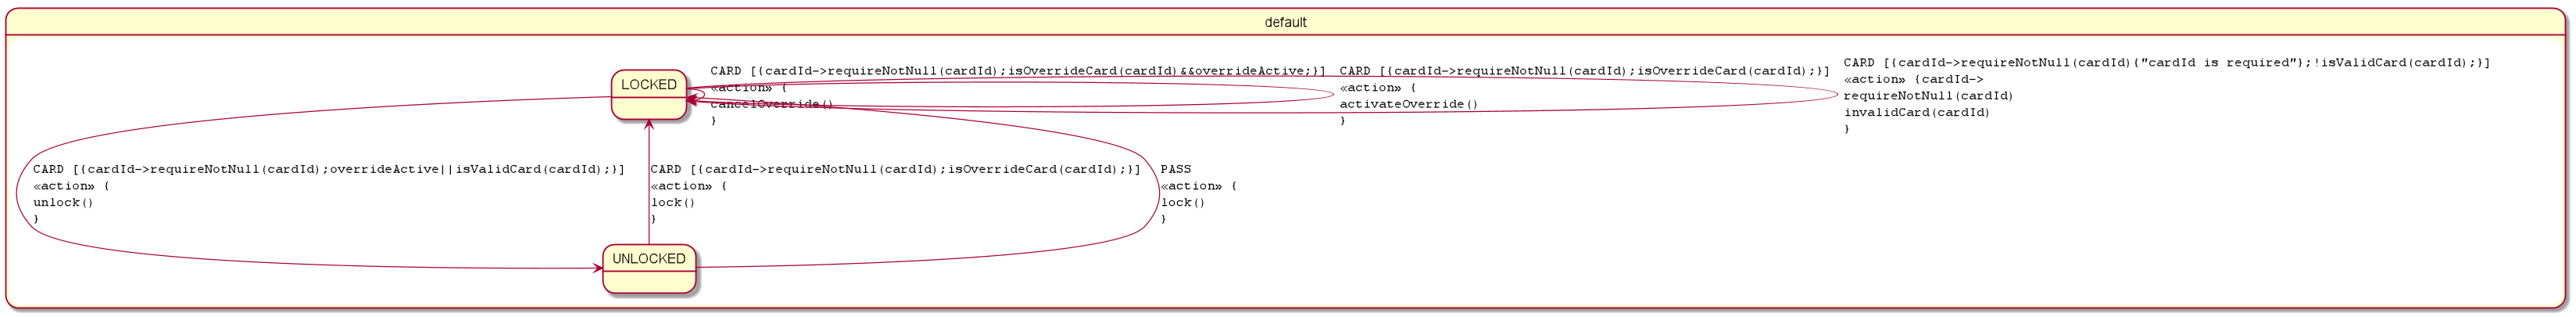 default
LOCKED
CARD [{cardId->requireNotNull(cardId);isOverrideCard(cardId)&&overrideActive;}]
«action» {
cancelOverride()
}
CARD [{cardId->requireNotNull(cardId);isOverrideCard(cardId);}]
«action» {
activateOverride()
}
CARD [{cardId->requireNotNull(cardId){"cardId is required"};!isValidCard(cardId);}]
«action» {cardId->
requireNotNull(cardId)
invalidCard(cardId)
}
CARD [{cardId->requireNotNull(cardId);overrideActive||isValidCard(cardId);}]
«action» {
unlock()
}
CARD [{cardId->requireNotNull(cardId);isOverrideCard(cardId);}]
«action» {
lock()
}
PASS
«action» {
lock()
}
UNLOCKED